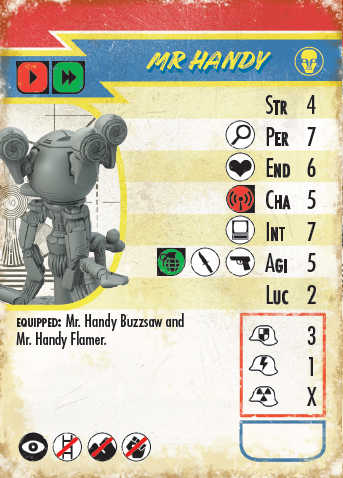 MR HANDY
STR 4
PER 7
END 6
CHA 5
INT 7
AGI 5
LUC 2
EQUIPPED: Mr. Handy Buzzsaw and
Mr. Handy Flamer.
3
1
X